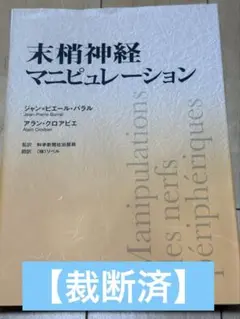 末梢神経
マニピュレーション
ジャン・ピエール・バラル
Jean-Pierre Barral
アラン・クロアビエ
Alain Croibier
Manipulations
des nerfs
périphériques
【裁断済】